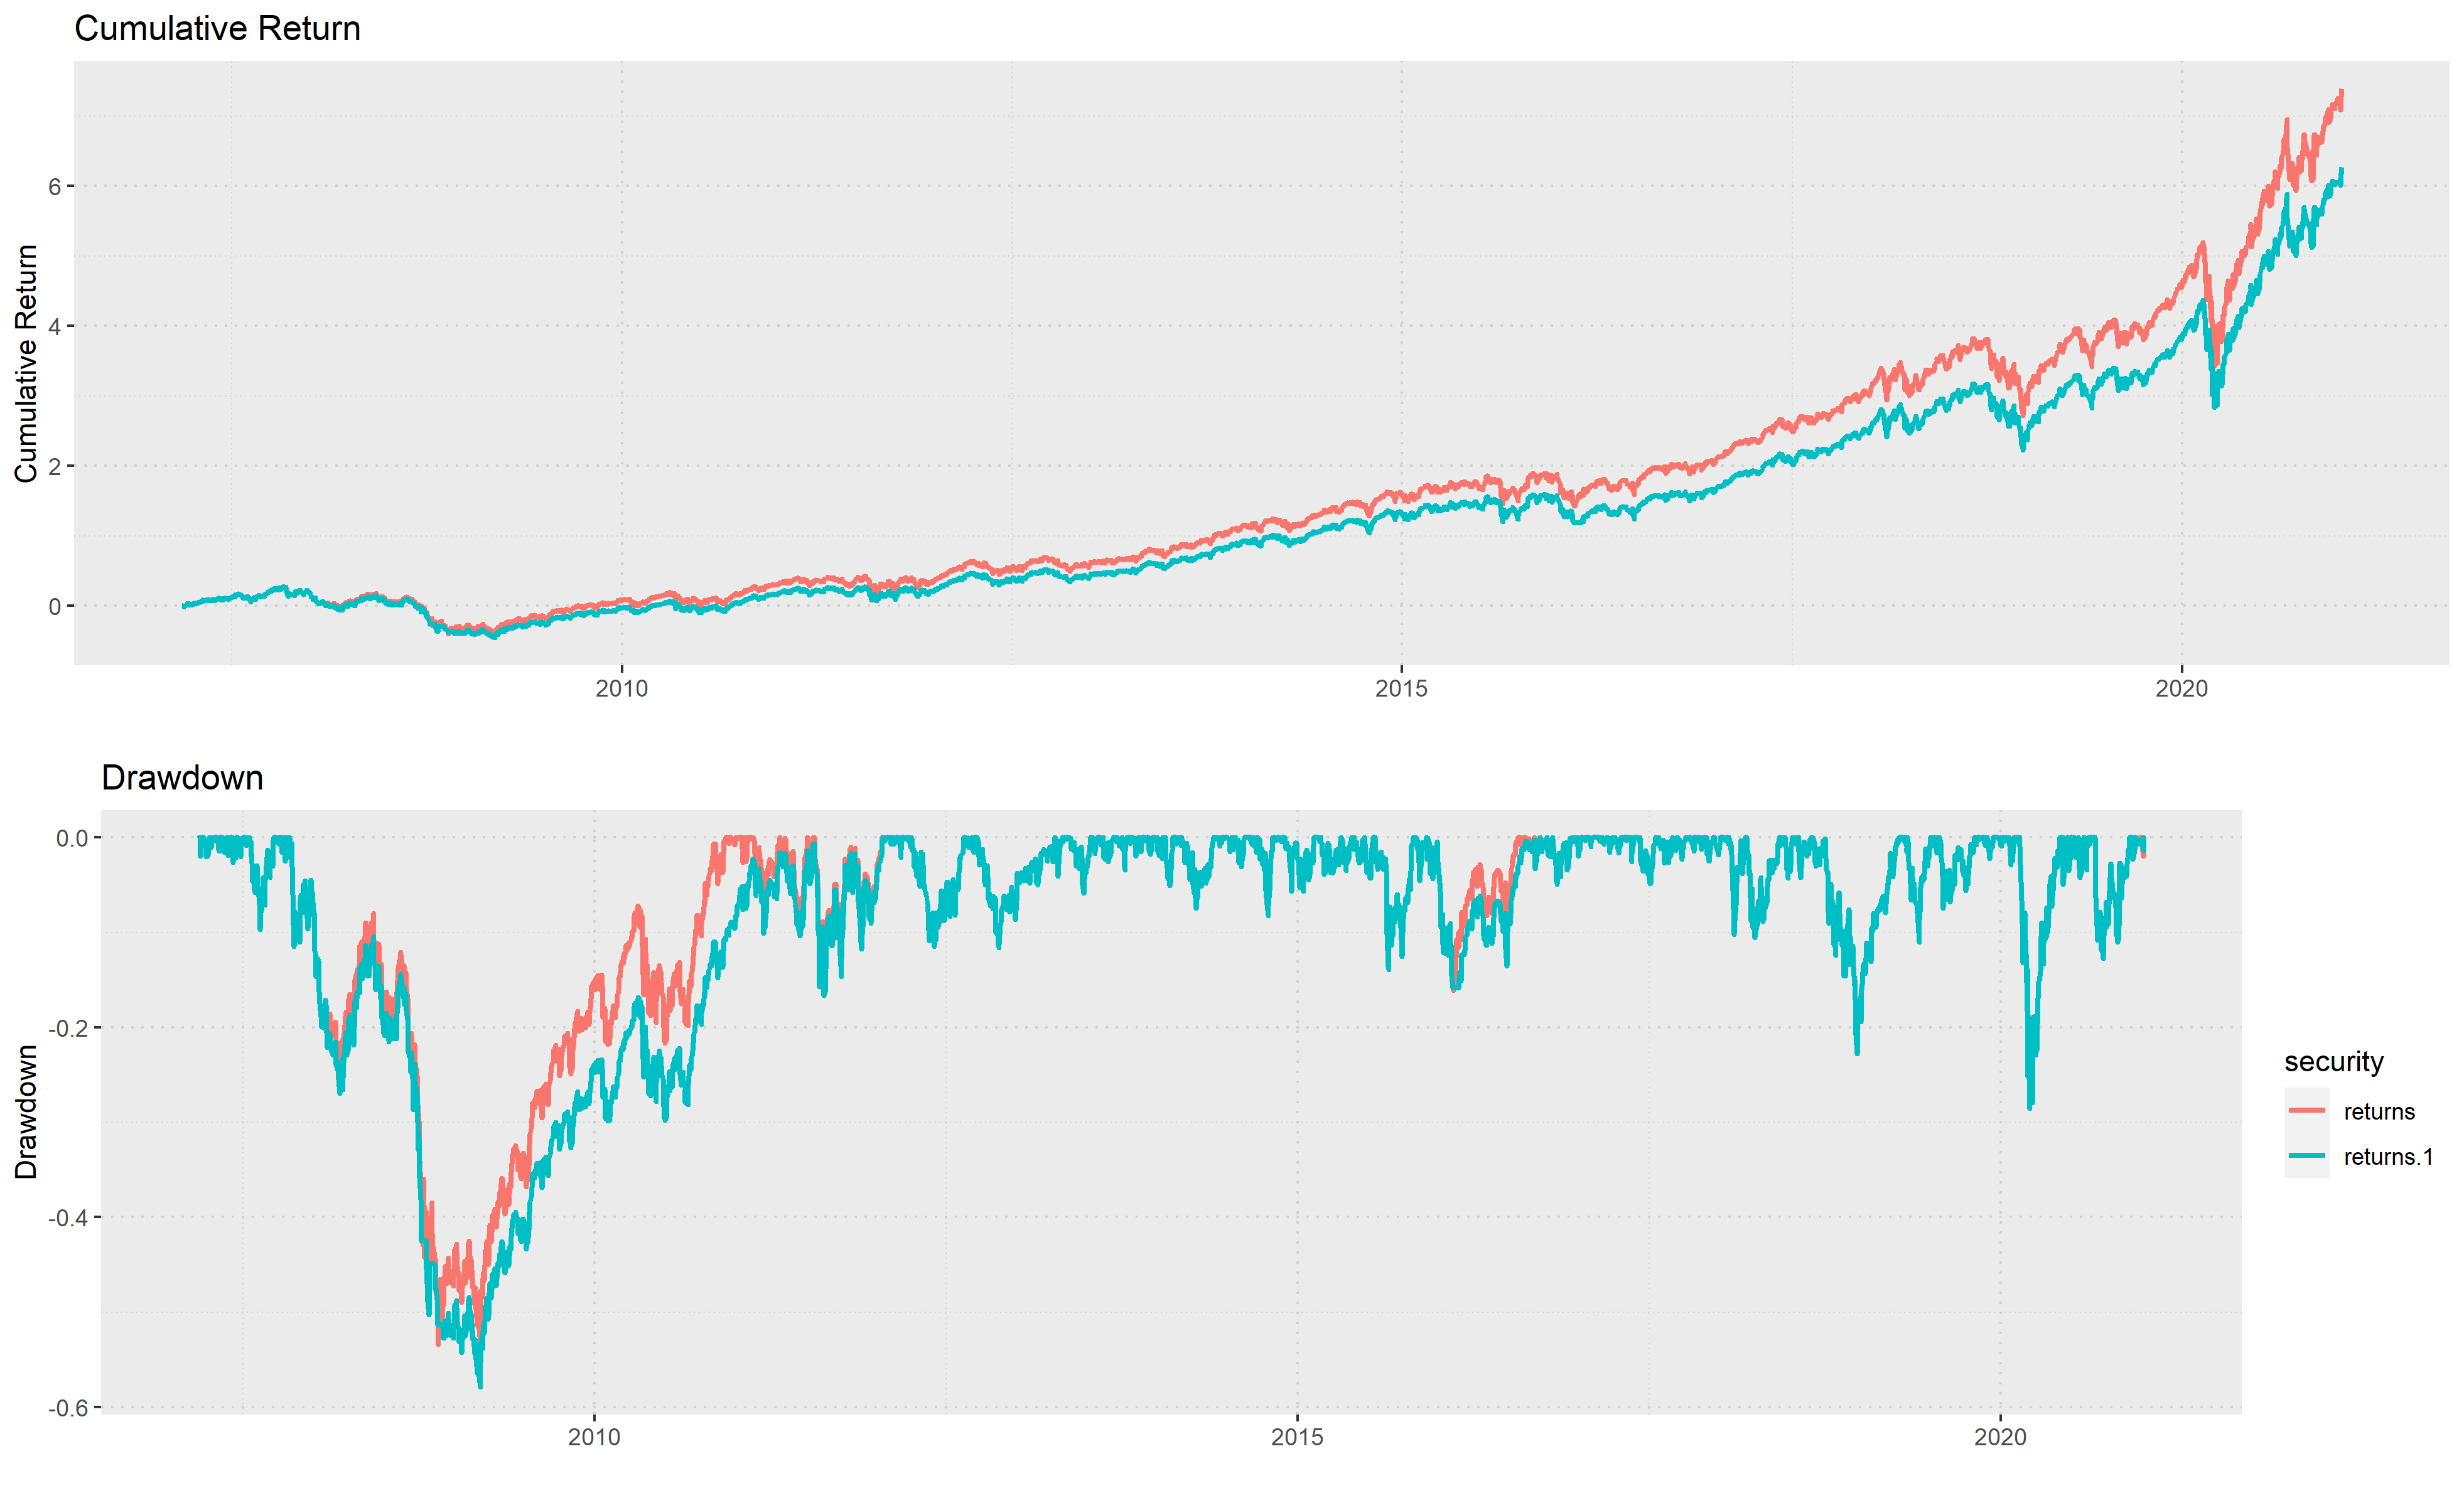 Cumulative Return
Cumulative Return
6
4
2
0
2010
2015
2020
Drawdown
Drawdown
0.0
-0.2
-0.4
-0.6
2010
2015
2020
security
returns
returns.1